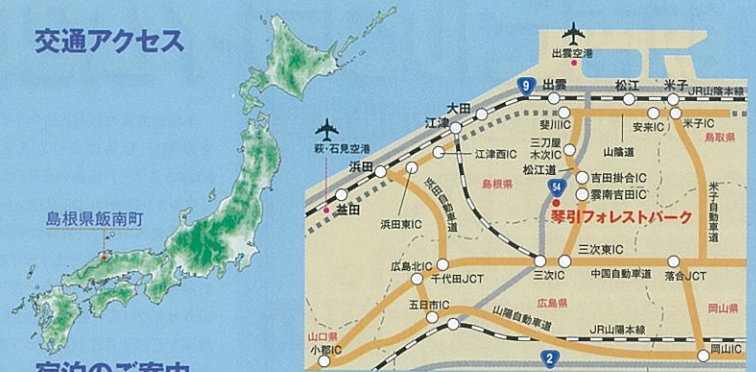 交通アクセス
島根県飯南町
出雲空港
萩・石見空港
9
出雲
松江
米子
JR山陰本線
大田
江津
斐川IC
安来IC
米子IC
山陰道
鳥取県
三刀屋
木次IC
江津西IC
浜田
松江道
吉田掛合IC
島根県
54
雲南吉田IC
益田
浜田東IC
浜田自動車道
琴引フォレストパーク
米子自動車道
三次東IC
広島北IC
千代田JCT
三次IC
中国自動車道
落合JCT
五日市IC
広島県
山陽自動車道
岡山県
山口県
JR山陽本線
小郡IC
2
岡山IC
宿泊のご案内